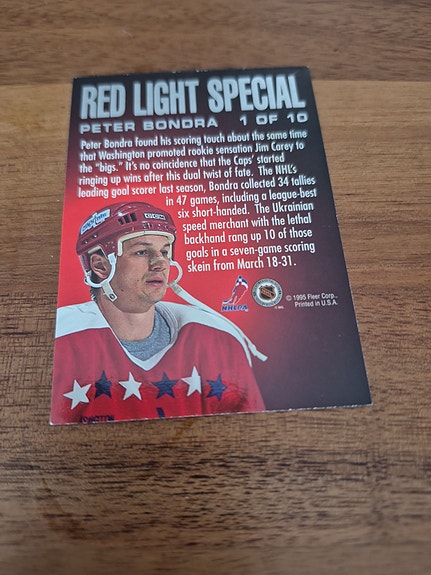 RED LIGHT SPECIAL
PETER BONDRA 1 OF 10
Peter Bondra found his scoring touch about the same time
that Washington promoted rookie sensation Jim Carey to
the "bigs." It's no coincidence that the Caps' started
ringing up wins after this dual twist of fate. The NHL's
leading goal scorer last season, Bondra collected 34 tallies
in 47 games, including a league-best
six short-handed. The Ukrainian
speed merchant with the lethal
backhand rang up 10 of those
goals in a seven-game scoring
skein from March 18-31.
NHLPA
© 1995 Fleer Corp.,
Printed in U.S.A.